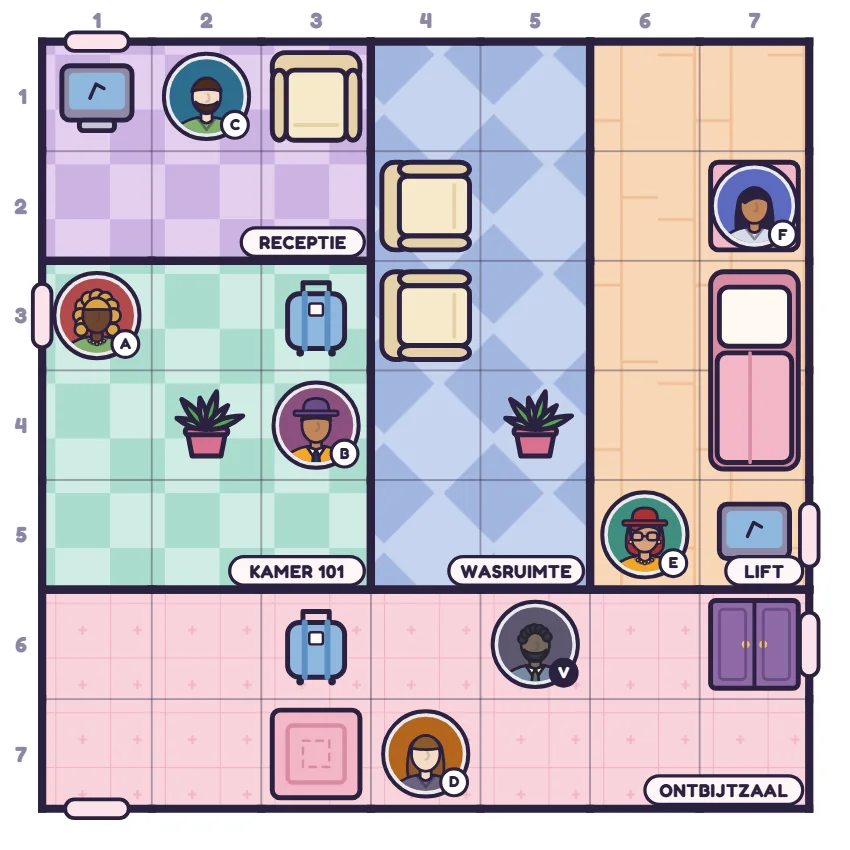 1 2 3 4 5 6 7
1
C
2
F
RECEPTIE
3
A
4
B
5
E
KAMER 101
WASRUIMTE
LIFT
6
V
7
D
ONTBIJTZAAL